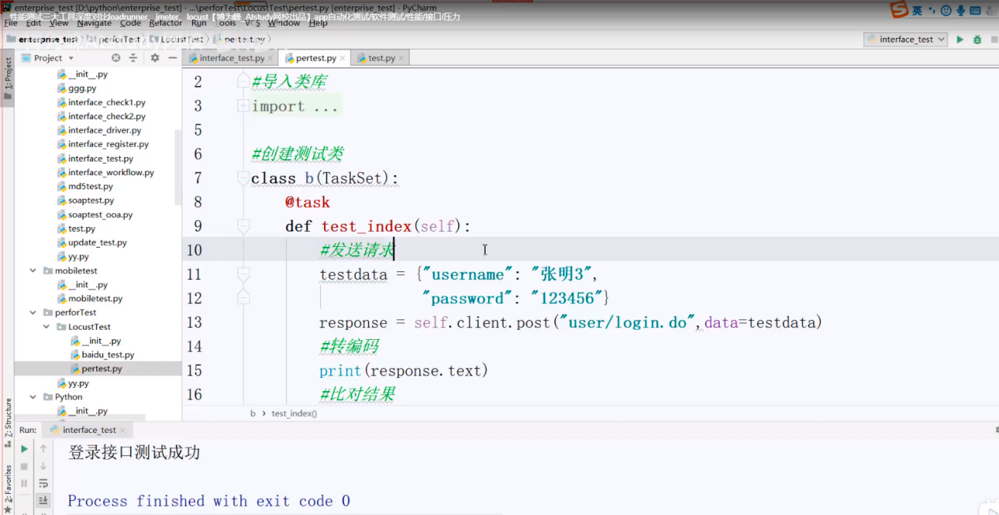 enterprise_test [D:\python\enterprise_test] - ...\perforTest\LocustTest\pertest.py [enterprise_test] - PyCharm
性能测试三大工具深度对比loadrunner、jmeter、locust【博为峰 Atstudy网校出品】app自动化测试/软件测试/性能/接口/压力
File Edit View Navigate Code Refactor Run Tools VCS Window Help
英
enterprise_test perforTest LocustTest pertest.py
interface_test
Project
interface_test.py pertest.py test.py
1: Project
__init__.py
ggg.py
interface_check1.py
interface_check2.py
interface_driver.py
interface_register.py
interface_test.py
interface_workflow.py
md5test.py
soaptest.py
soaptest_ooa.py
test.py
update_test.py
yy.py
mobiletest
__init__.py
mobiletest.py
perforTest
LocustTest
__init__.py
baidu_test.py
pertest.py
yy.py
Python
__init__.py
2 #导入类库
3 import ...
5
6 #创建测试类
7 class b(TaskSet):
8 @task
9 def test_index(self):
10 #发送请求
11 testdata = {"username": "张明3",
12 "password": "123456"}
13 response = self.client.post("user/login.do",data=testdata)
14 #转编码
15 print(response.text)
16 #比对结果
b › test_index()
Z: Structure
2: Favorites
Run: interface_test
登录接口测试成功
Process finished with exit code 0